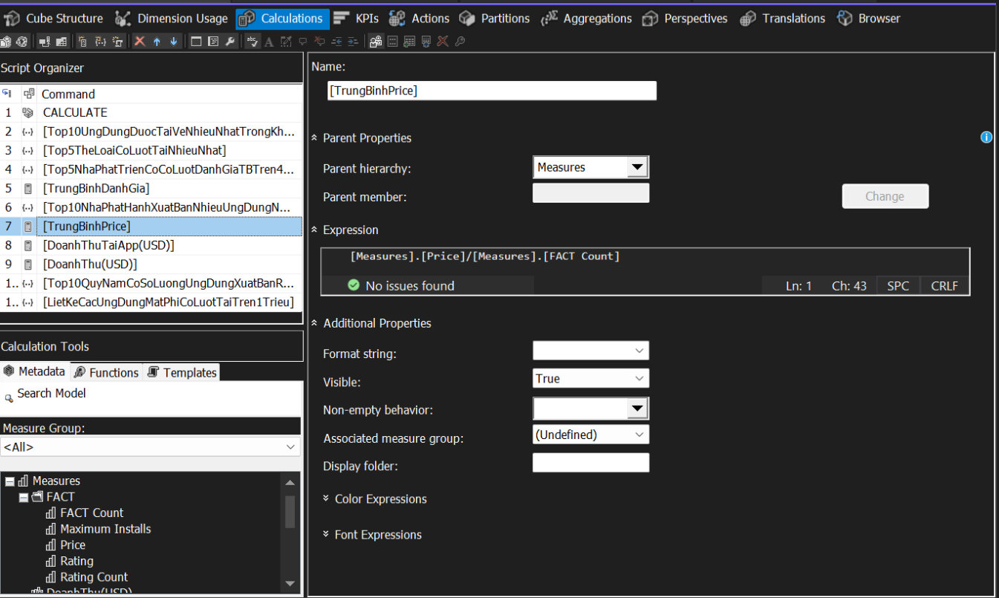 Cube Structure Dimension Usage Calculations KPIs Actions Partitions Aggregations Perspectives Translations Browser
Script Organizer
Command
1 CALCULATE
2 [Top10UngDungDuocTaiVeNhieuNhatTrongKh...
3 [Top5TheLoaiCoLuotTaiNhieuNhat]
4 [Top5NhaPhatTrienCoCoLuotDanhGiaTBTren4...
5 [TrungBinhDanhGia]
6 [Top10NhaPhatHanhXuatBanNhieuUngDungN...
7 [TrungBinhPrice]
8 [DoanhThuTaiApp(USD)]
9 [DoanhThu(USD)]
1.. [Top10QuyNamCoSoLuongUngDungXuatBanR...
1.. [LietKeCacUngDungMatPhiCoLuotTaiTren1Trieu]
Calculation Tools
Metadata Functions Templates
Search Model
Measure Group:
<All>
Measures
FACT
FACT Count
Maximum Installs
Price
Rating
Rating Count
DoanhThu(USD)
Name:
[TrungBinhPrice]
Parent Properties
Parent hierarchy: Measures
Parent member: Change
Expression
[Measures].[Price]/[Measures].[FACT Count]
No issues found Ln: 1 Ch: 43 SPC CRLF
Additional Properties
Format string:
Visible: True
Non-empty behavior:
Associated measure group: (Undefined)
Display folder:
Color Expressions
Font Expressions